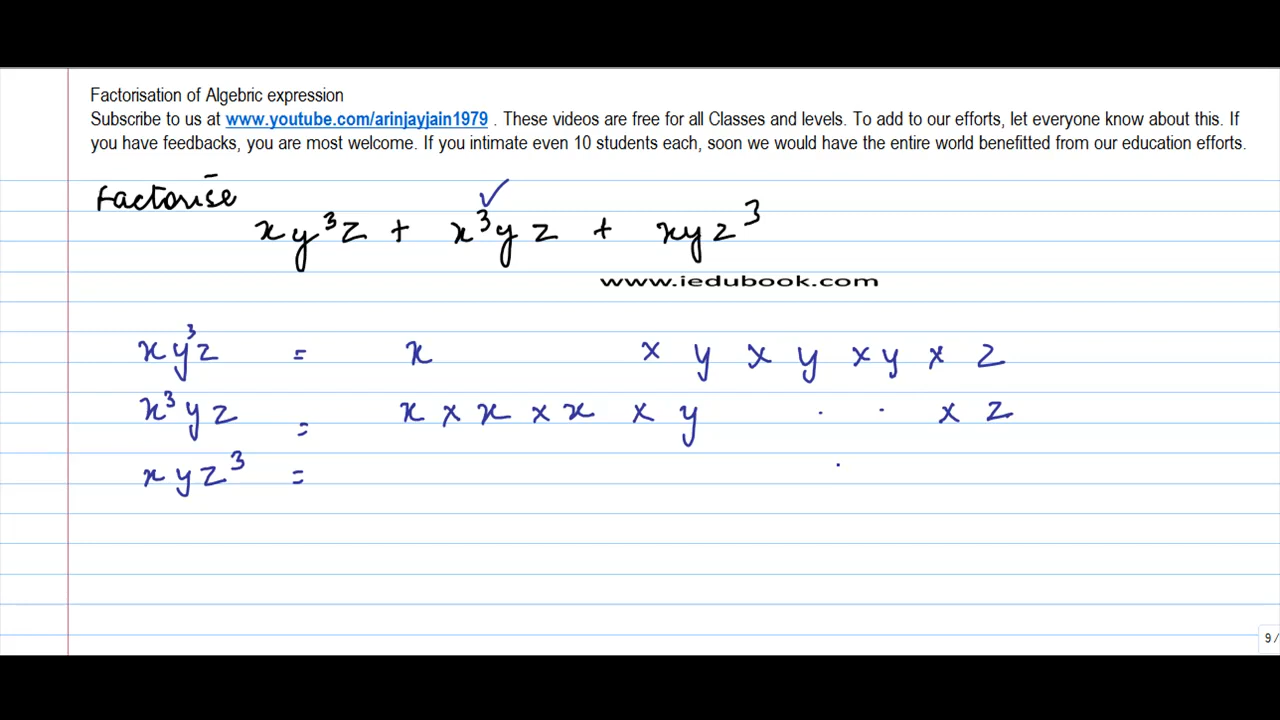 Factorisation of Algebric expression
Subscribe to us at www.youtube.com/arinjayjain1979 . These videos are free for all Classes and levels. To add to our efforts, let everyone know about this. If
you have feedbacks, you are most welcome. If you intimate even 10 students each, soon we would have the entire world benefitted from our education efforts.
Factorise
xy³z + x³yz + xyz³
www.iedubook.com
xy³z = x × y × y × y × z
x³yz = x × x × x × y × z
xyz³ =
9/